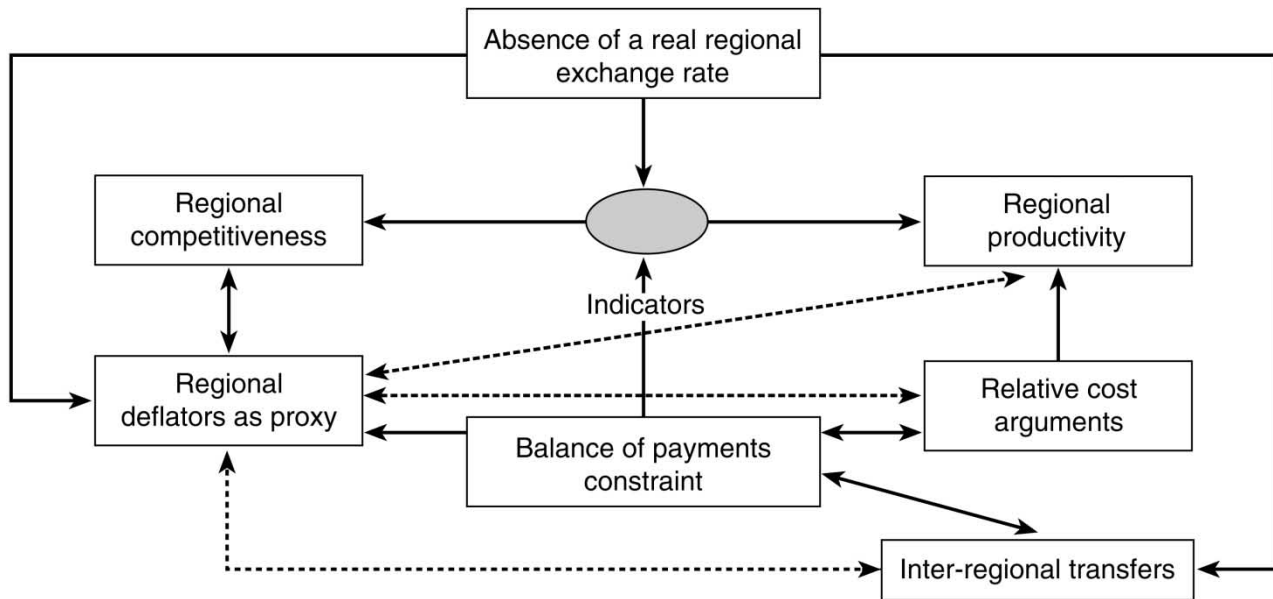 Absence of a real regional
exchange rate
Regional
competitiveness
Regional
productivity
Indicators
Regional
deflators as proxy
Relative cost
arguments
Balance of payments
constraint
Inter-regional transfers